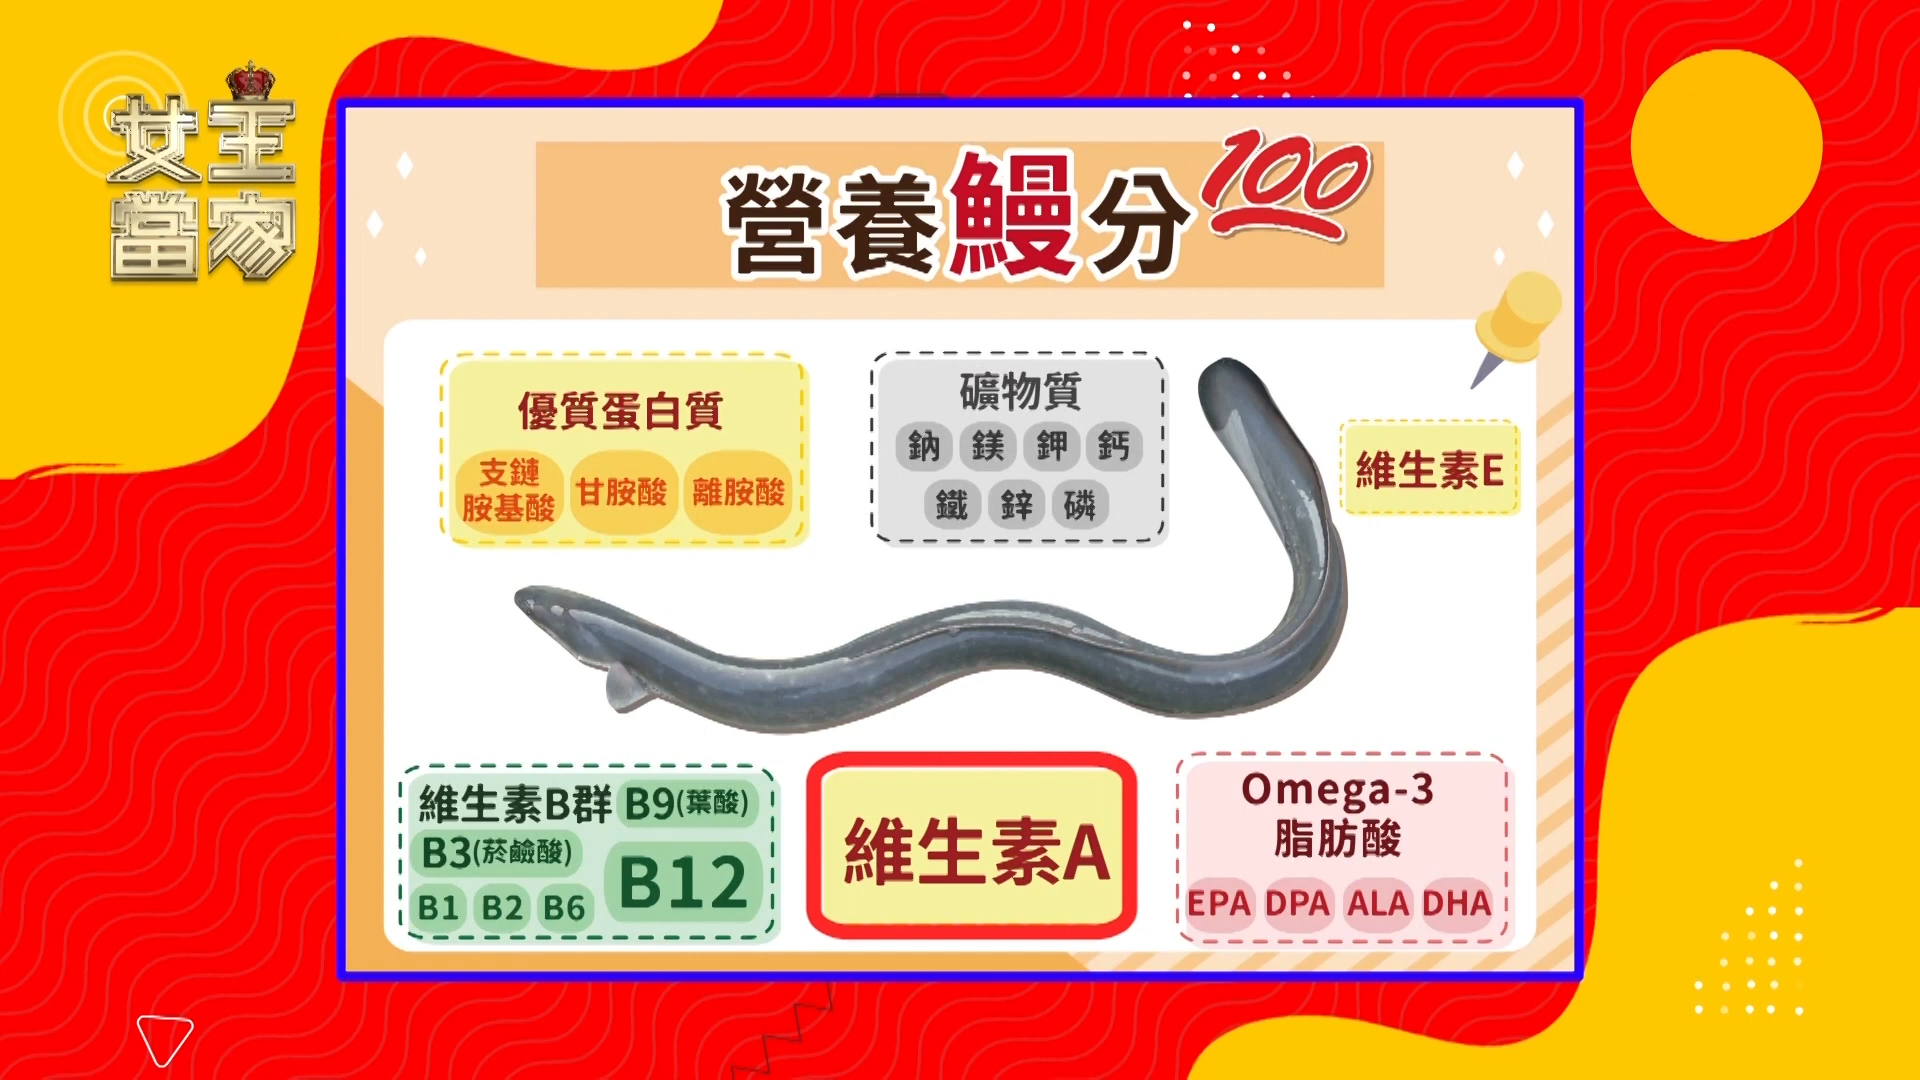 女王
當家
營養鰻分100
優質蛋白質
支鏈
胺基酸
甘胺酸
離胺酸
礦物質
鈉 鎂 鉀 鈣
鐵 鋅 磷
維生素E
維生素B群 B9(葉酸)
B3(菸鹼酸)
B12
B1 B2 B6
維生素A
Omega-3
脂肪酸
EPA DPA ALA DHA